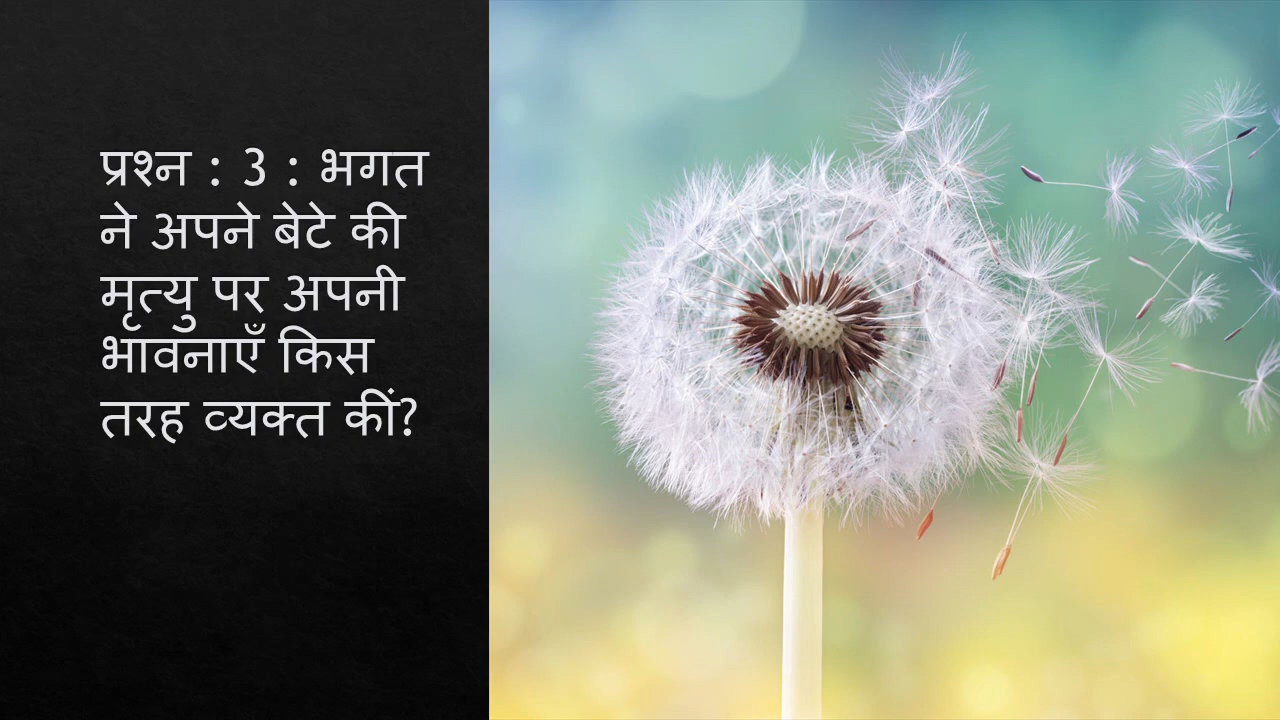 प्रश्न : 3 : भगत
ने अपने बेटे की
मृत्यु पर अपनी
भावनाएँ किस
तरह व्यक्त कीं?